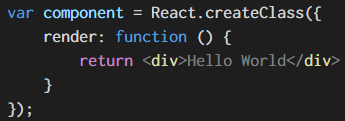 var component = React.createClass({
    render: function () {
        return <div>Hello World</div>
    }
});